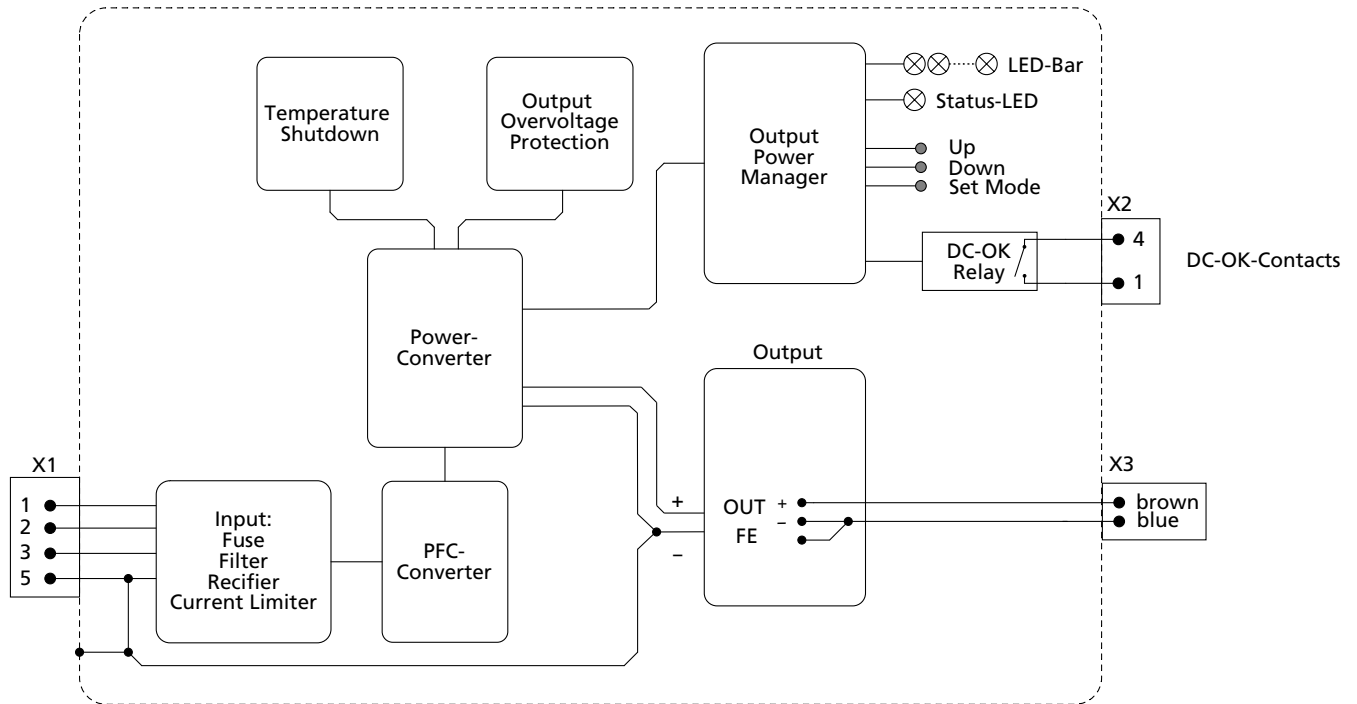 LED-Bar
Status-LED
Temperature
Shutdown
Output
Overvoltage
Protection
Output
Power
Manager
Up
Down
Set Mode
X2
4
1
DC-OK
Relay
DC-OK-Contacts
Power-
Converter
Output
X1
1
2
3
5
Input:
Fuse
Filter
Recifier
Current Limiter
PFC-
Converter
+
–
OUT +
–
FE
X3
brown
blue